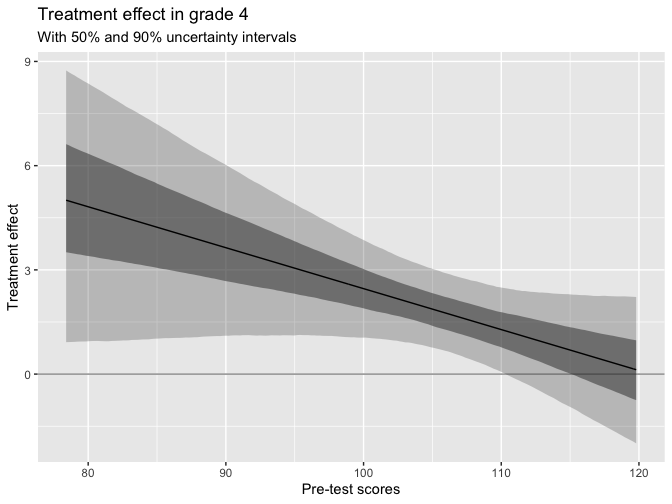 Treatment effect in grade 4
With 50% and 90% uncertainty intervals
9
6
3
0
Treatment effect
80 90 100 110 120
Pre-test scores